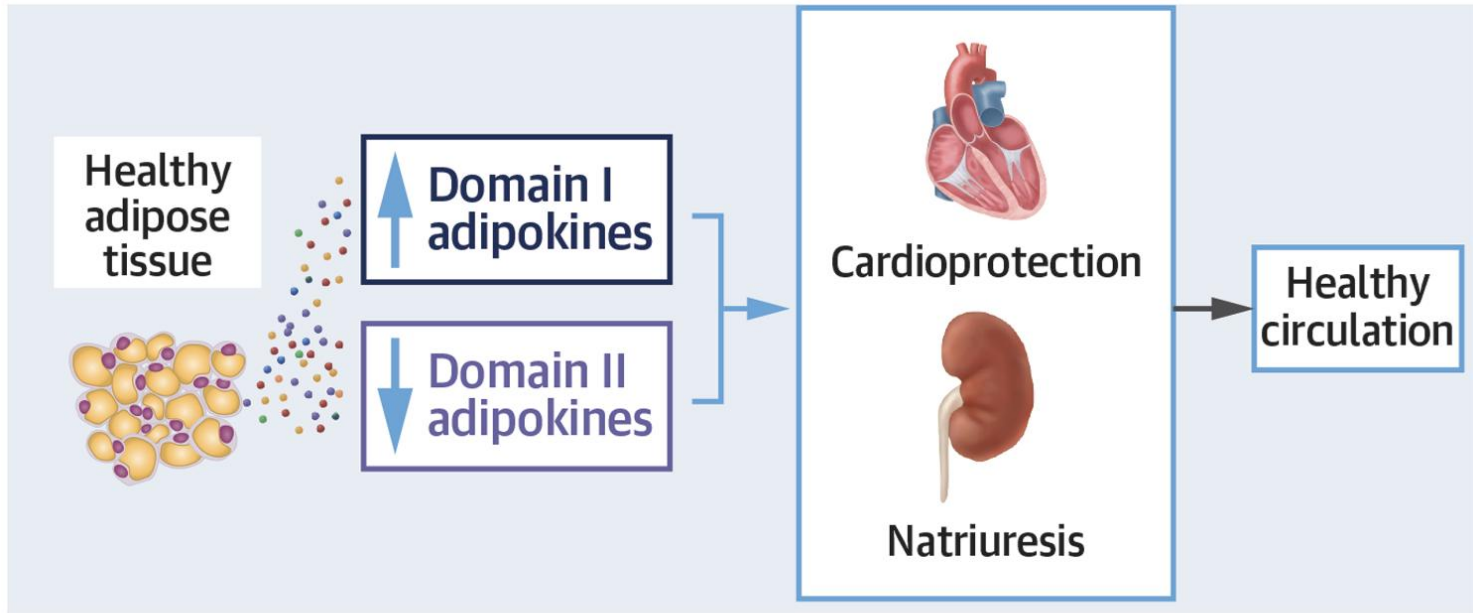 Healthy
adipose
tissue
Domain I
adipokines
Domain II
adipokines
Cardioprotection
Natriuresis
Healthy
circulation